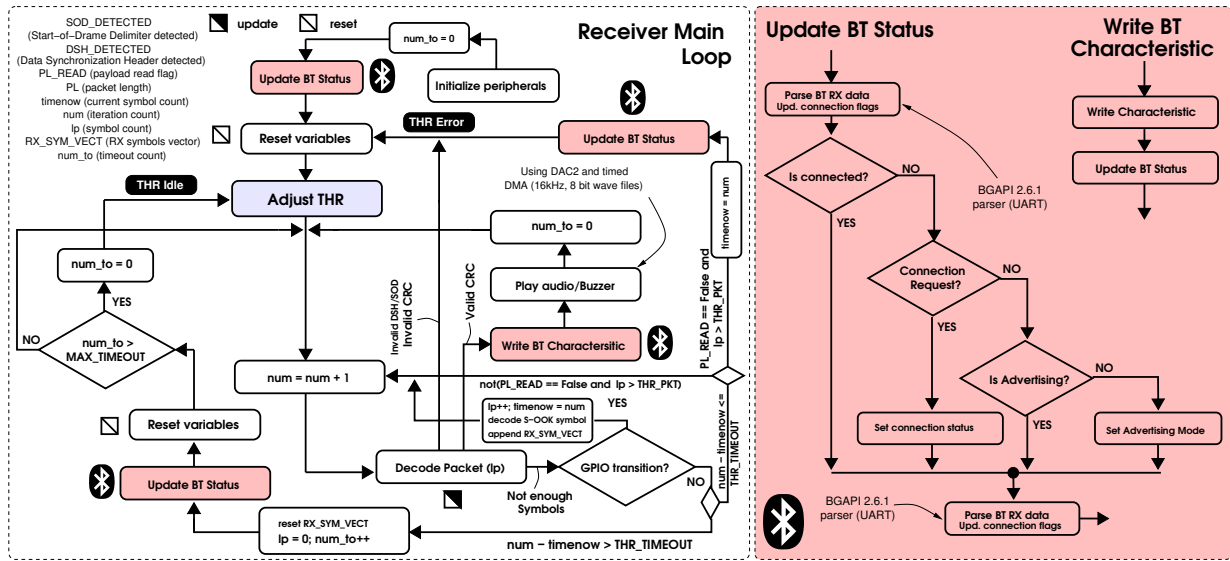 SOD_DETECTED
(Start-of-Drame Delimiter detected)
DSH_DETECTED
(Data Synchronization Header detected)
PL_READ (payload read flag)
PL (packet length)
timenow (current symbol count)
num (iteration count)
lp (symbol count)
RX_SYM_VECT (RX symbols vector)
num_to (timeout count)
update
reset
Receiver Main
Loop
num_to = 0
Initialize peripherals
Update BT Status
Reset variables
THR Error
Update BT Status
THR Idle
Adjust THR
Using DAC2 and timed
DMA (16kHz, 8 bit wave files)
timenow = num
num_to = 0
num_to = 0
Play audio/Buzzer
YES
NO
num_to >
MAX_TIMEOUT
Invalid DSH/SOD
Invalid CRC
Valid CRC
Write BT Charactersitic
PL_READ == False and
lp > THR_PKT
num = num + 1
not(PL_READ == False and lp > THR_PKT)
Reset variables
lp++; timenow = num
decode S-OOK symbol
append RX_SYM_VECT
YES
num - timenow <=
THR_TIMEOUT
Decode Packet (lp)
GPIO transition?
NO
Not enough
Symbols
Update BT Status
reset RX_SYM_VECT
lp = 0; num_to++
num - timenow > THR_TIMEOUT
Update BT Status
Write BT
Characteristic
Parse BT RX data
Upd. connection flags
Write Characteristic
Update BT Status
Is connected?
NO
YES
BGAPI 2.6.1
parser (UART)
Connection
Request?
NO
YES
Is Advertising?
NO
YES
Set connection status
Set Advertising Mode
BGAPI 2.6.1
parser (UART)
Parse BT RX data
Upd. connection flags